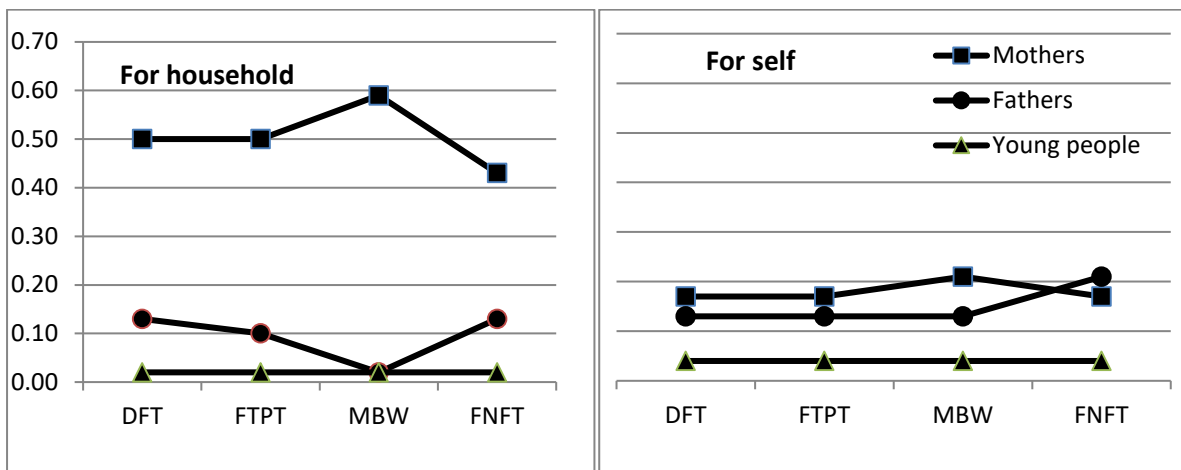 0.70
0.60
0.50
0.40
0.30
0.20
0.10
0.00
For household
DFT FTPT MBW FNFT
For self
Mothers
Fathers
Young people
DFT FTPT MBW FNFT